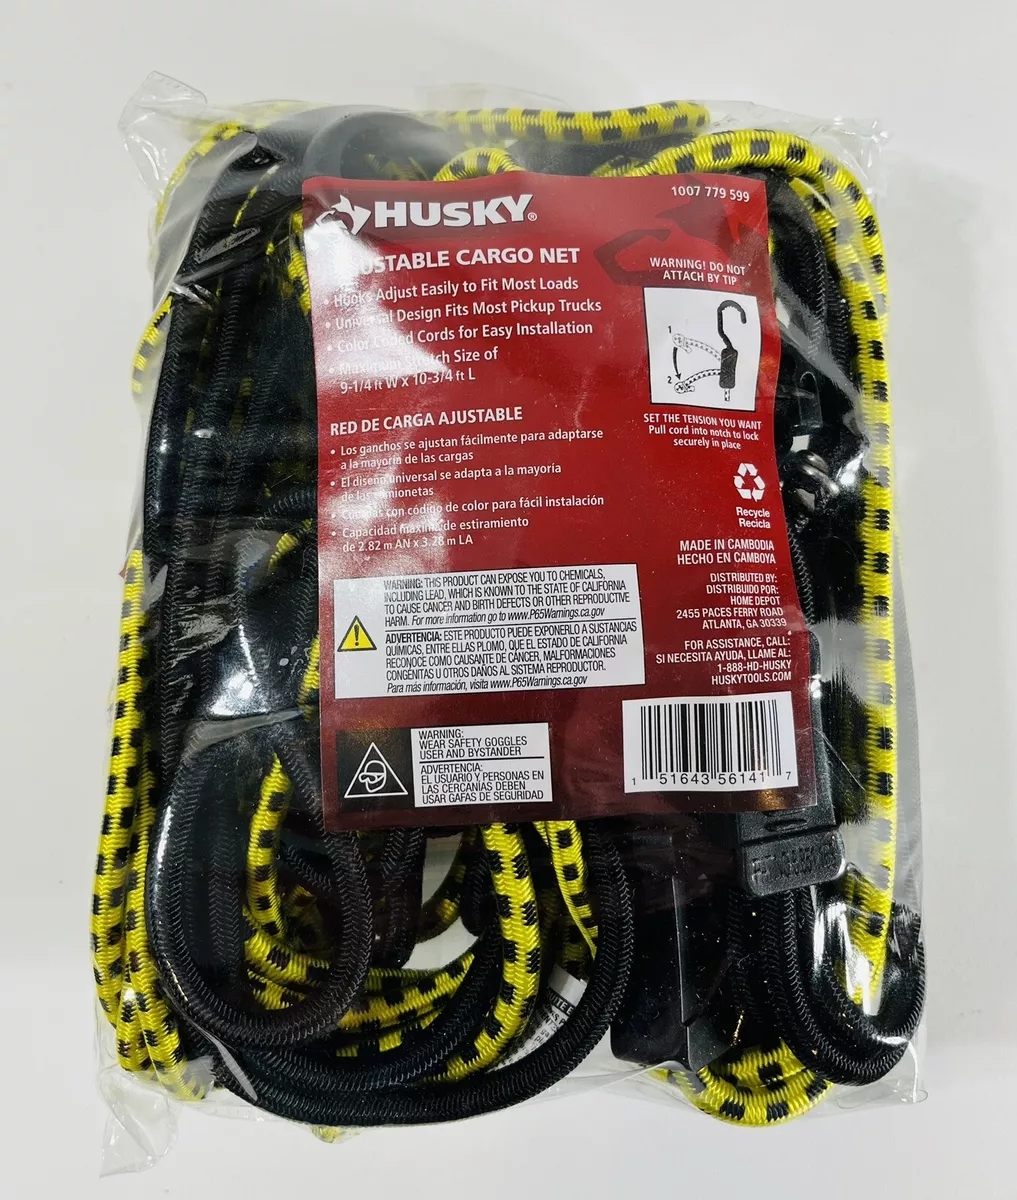 HUSKY®
1007 779 599
USTABLE CARGO NET
• Hooks Adjust Easily to Fit Most Loads
• Universal Design Fits Most Pickup Trucks
• Color Coded Cords for Easy Installation
• Maximum Stretch Size of
9-1/4 ft W x 10-3/4 ft L
RED DE CARGA AJUSTABLE
• Los ganchos se ajustan fácilmente para adaptarse
a la mayoría de las cargas
• El diseño universal se adapta a la mayoría
de las camionetas
• Cuerdas con código de color para fácil instalación
• Capacidad máxima de estiramiento
de 2.82 m AN x 3.28 m LA
WARNING! DO NOT
ATTACH BY TIP
1
2
SET THE TENSION YOU WANT
Pull cord into notch to lock
securely in place
Recycle
Recicla
MADE IN CAMBODIA
HECHO EN CAMBOYA
DISTRIBUTED BY:
DISTRIBUIDO POR:
HOME DEPOT
2455 PACES FERRY ROAD
ATLANTA, GA 30339
FOR ASSISTANCE, CALL:
SI NECESITA AYUDA, LLAME AL:
1-888-HD-HUSKY
HUSKYTOOLS.COM
WARNING: THIS PRODUCT CAN EXPOSE YOU TO CHEMICALS,
INCLUDING LEAD, WHICH IS KNOWN TO THE STATE OF CALIFORNIA
TO CAUSE CANCER AND BIRTH DEFECTS OR OTHER REPRODUCTIVE
HARM. For more information go to www.P65Warnings.ca.gov
ADVERTENCIA: ESTE PRODUCTO PUEDE EXPONERLO A SUSTANCIAS
QUÍMICAS, ENTRE ELLAS PLOMO, QUE EL ESTADO DE CALIFORNIA
RECONOCE COMO CAUSANTE DE CÁNCER, MALFORMACIONES
CONGÉNITAS U OTROS DAÑOS AL SISTEMA REPRODUCTOR.
Para más información, visita www.P65Warnings.ca.gov
WARNING:
WEAR SAFETY GOGGLES
USER AND BYSTANDER
ADVERTENCIA:
EL USUARIO Y PERSONAS EN
LAS CERCANÍAS DEBEN
USAR GAFAS DE SEGURIDAD
1 51643 56141 7